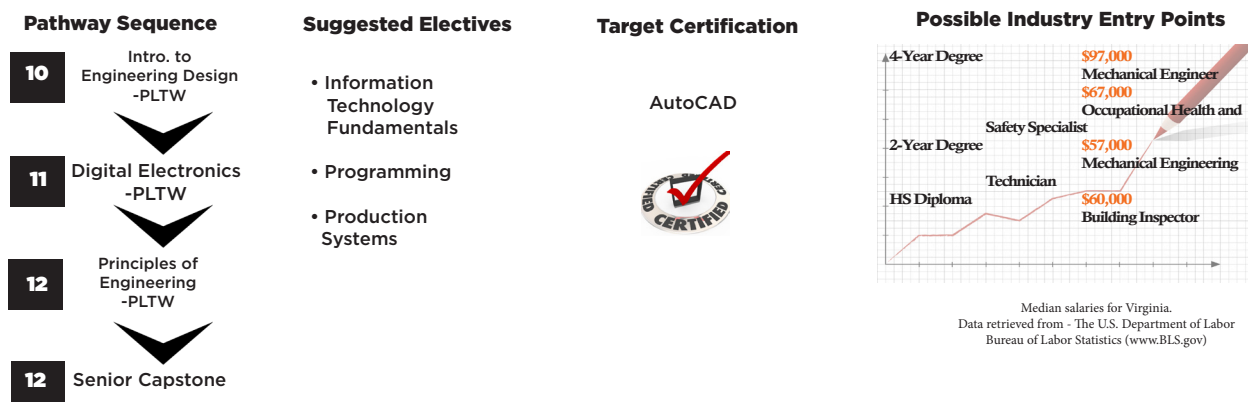 Pathway Sequence
10
Intro. to
Engineering Design
-PLTW
11
Digital Electronics
-PLTW
12
Principles of
Engineering
-PLTW
12
Senior Capstone
Suggested Electives
• Information
Technology
Fundamentals
• Programming
• Production
Systems
Target Certification
AutoCAD
CERTIFIED
CERTIFIED
Possible Industry Entry Points
4-Year Degree
$97,000
Mechanical Engineer
$67,000
Occupational Health and
Safety Specialist
2-Year Degree
$57,000
Mechanical Engineering
Technician
HS Diploma
$60,000
Building Inspector
Median salaries for Virginia.
Data retrieved from - The U.S. Department of Labor
Bureau of Labor Statistics (www.BLS.gov)